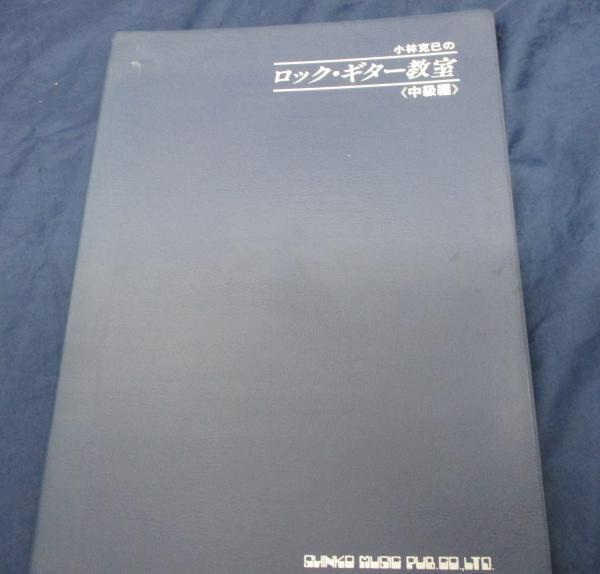 小林克已の
ロック・ギター教室
《中級編》
SHINKO MUSIC PUB. CO., LTD.